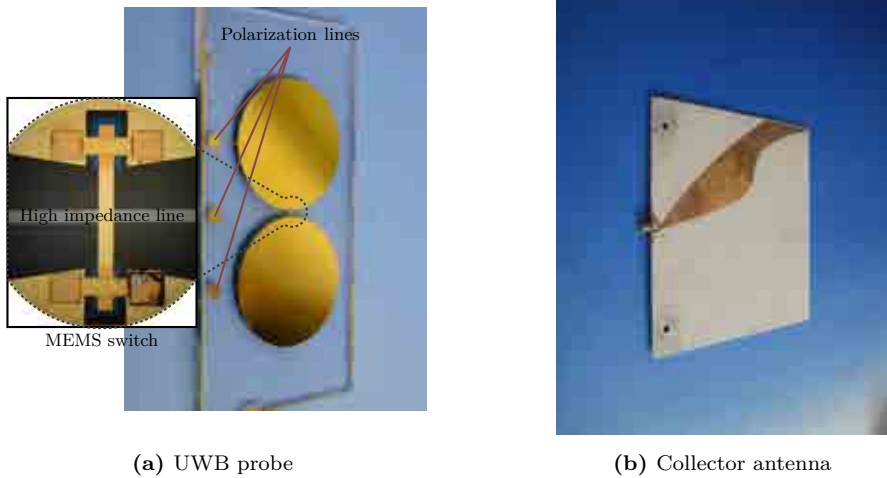 Polarization lines
High impedance line
MEMS switch
(a) UWB probe
(b) Collector antenna